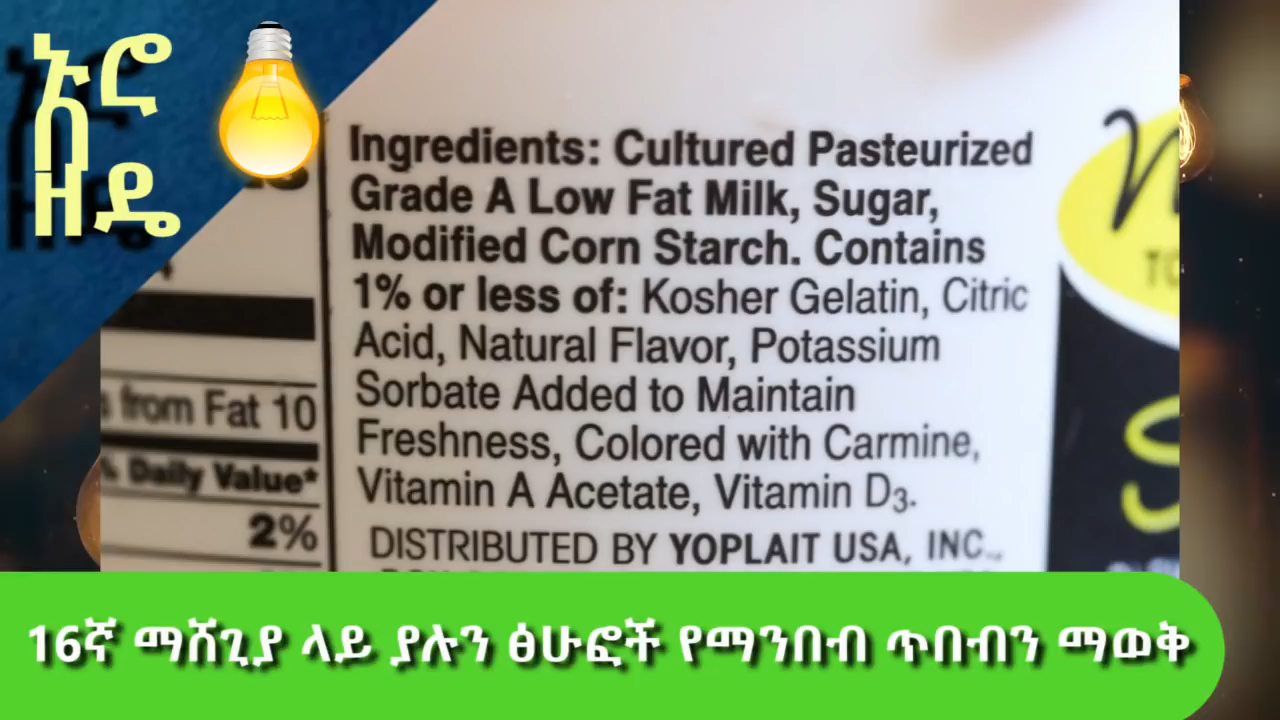 ኦሮ
ስ
ዘዴ
from Fat 10
% Daily Value*
2%
Ingredients: Cultured Pasteurized
Grade A Low Fat Milk, Sugar,
Modified Corn Starch. Contains
1% or less of: Kosher Gelatin, Citric
Acid, Natural Flavor, Potassium
Sorbate Added to Maintain
Freshness, Colored with Carmine,
Vitamin A Acetate, Vitamin D₃.
DISTRIBUTED BY YOPLAIT USA, INC.,
16ኛ ማሸጊያ ላይ ያሉን ፅሁፎች የማንበብ ጥበብን ማወቅ